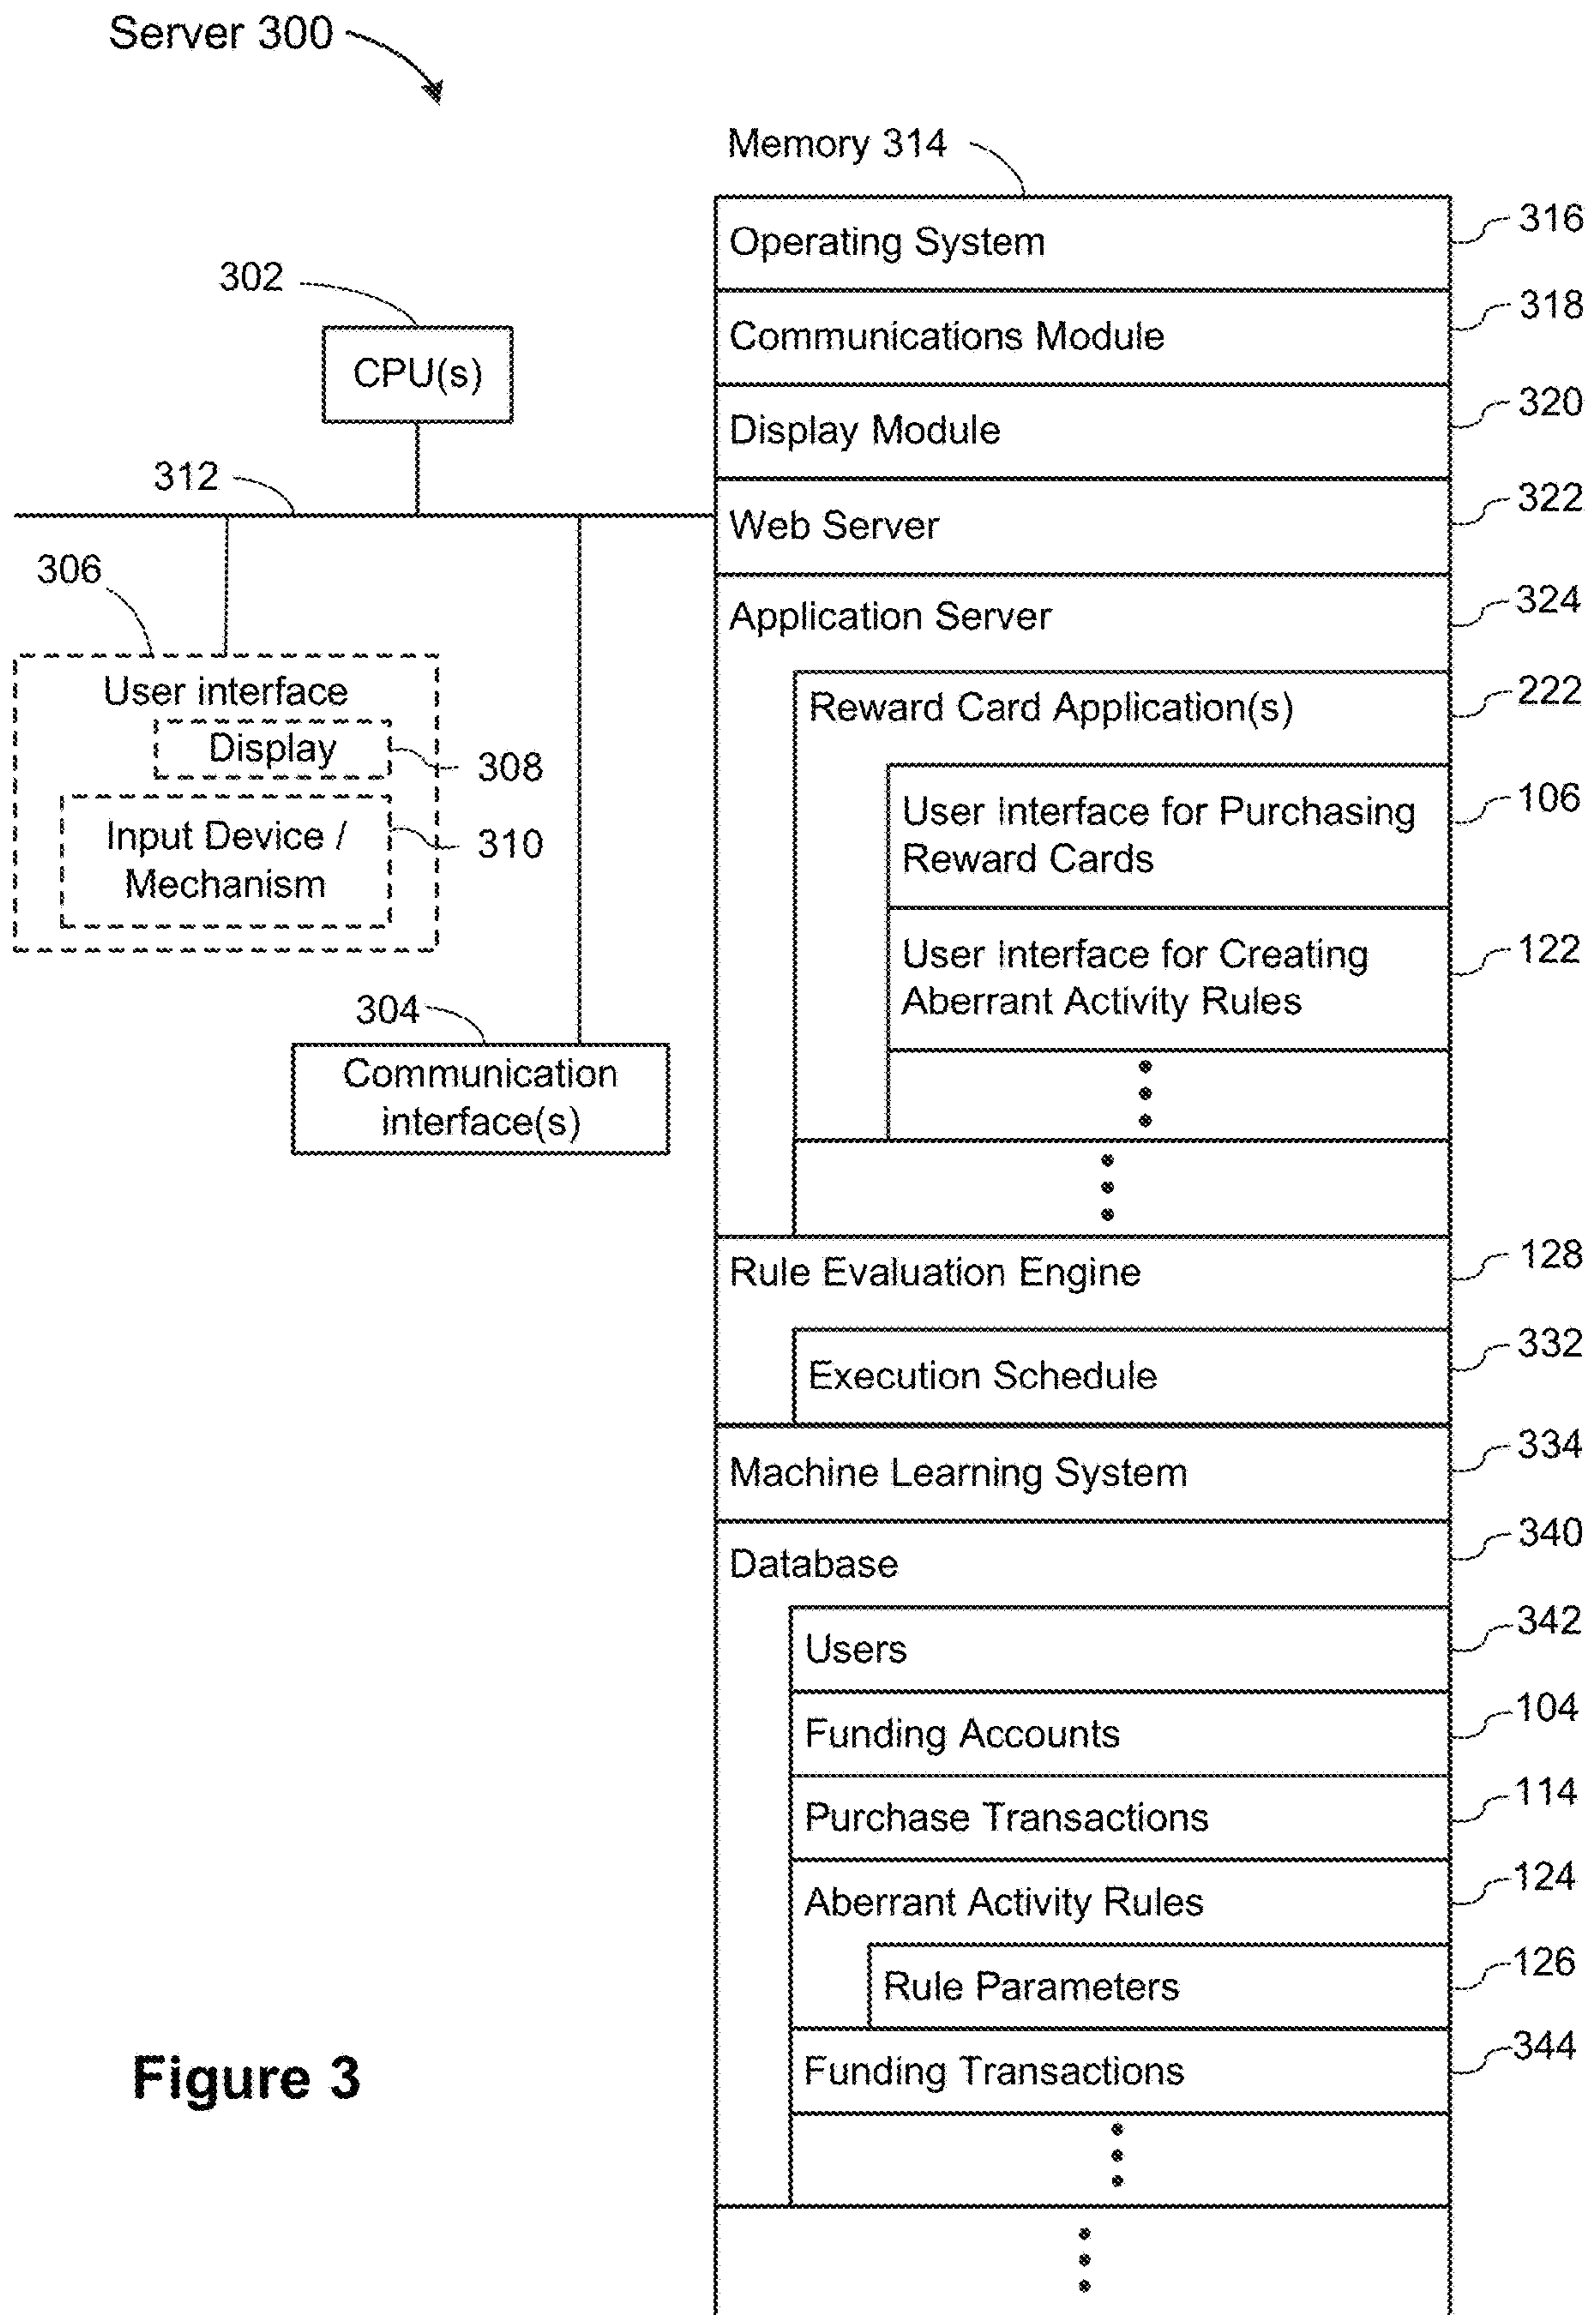 Server 300
Memory 314
Operating System
316
302
Communications Module
318
CPU(s)
Display Module
320
312
Web Server
322
306
Application Server
324
User interface
Reward Card Application(s)
222
Display
308
User Interface for Purchasing
Reward Cards
106
Input Device /
Mechanism
310
User Interface for Creating
Aberrant Activity Rules
122
304
Communication
interface(s)
Rule Evaluation Engine
128
Execution Schedule
332
Machine Learning System
334
Database
340
Users
342
Funding Accounts
104
Purchase Transactions
114
Aberrant Activity Rules
124
Rule Parameters
126
Funding Transactions
344
Figure 3